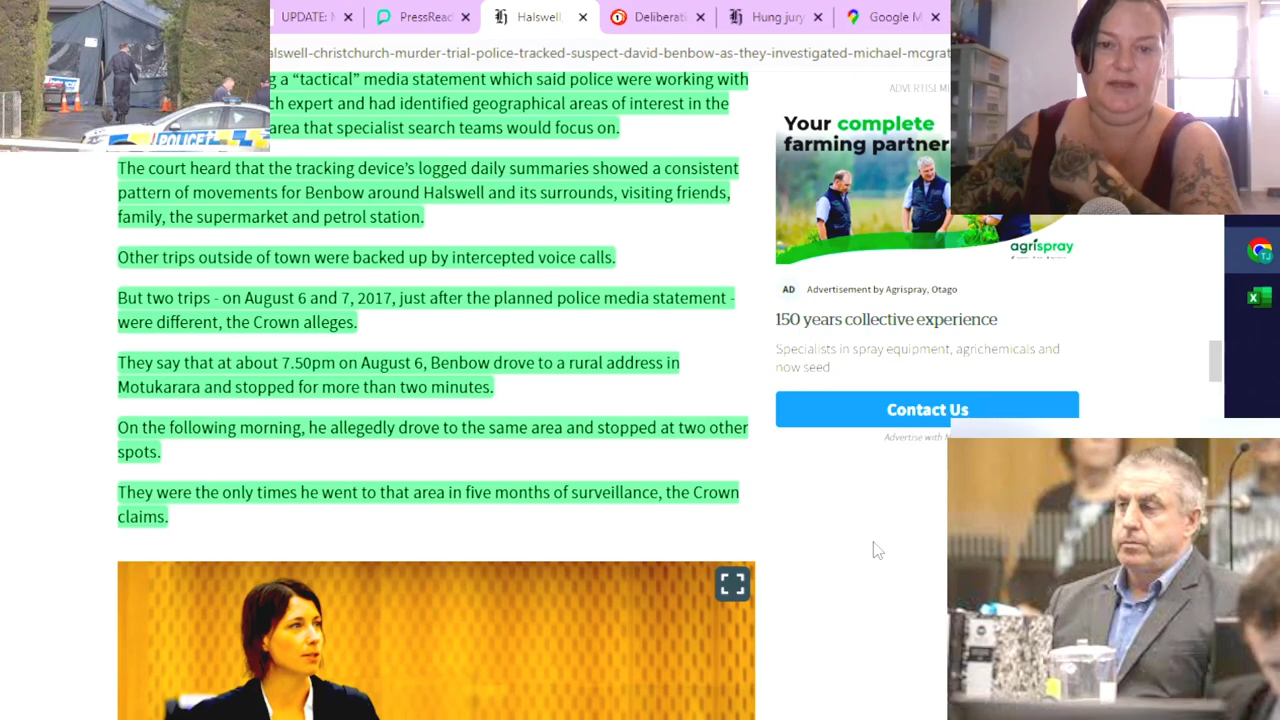 UPDATE:
PressRea
Halswell
Deliberati
Hung jury
Google M
alswell-christchurch-murder-trial-police-tracked-suspect-david-benbow-as-they-investigated-michael-mcgrat
g a “tactical” media statement which said police were working with
ch expert and had identified geographical areas of interest in the
area that specialist search teams would focus on.
The court heard that the tracking device’s logged daily summaries showed a consistent
pattern of movements for Benbow around Halswell and its surrounds, visiting friends,
family, the supermarket and petrol station.
Other trips outside of town were backed up by intercepted voice calls.
But two trips - on August 6 and 7, 2017, just after the planned police media statement -
were different, the Crown alleges.
They say that at about 7.50pm on August 6, Benbow drove to a rural address in
Motukarara and stopped for more than two minutes.
On the following morning, he allegedly drove to the same area and stopped at two other
spots.
They were the only times he went to that area in five months of surveillance, the Crown
claims.
POLICE
ADVERTISEM
Your complete
farming partner
agrispray
AD
Advertisement by Agrispray, Otago
150 years collective experience
Specialists in spray equipment, agrichemicals and
now seed
Contact Us
Advertise with N
TJ